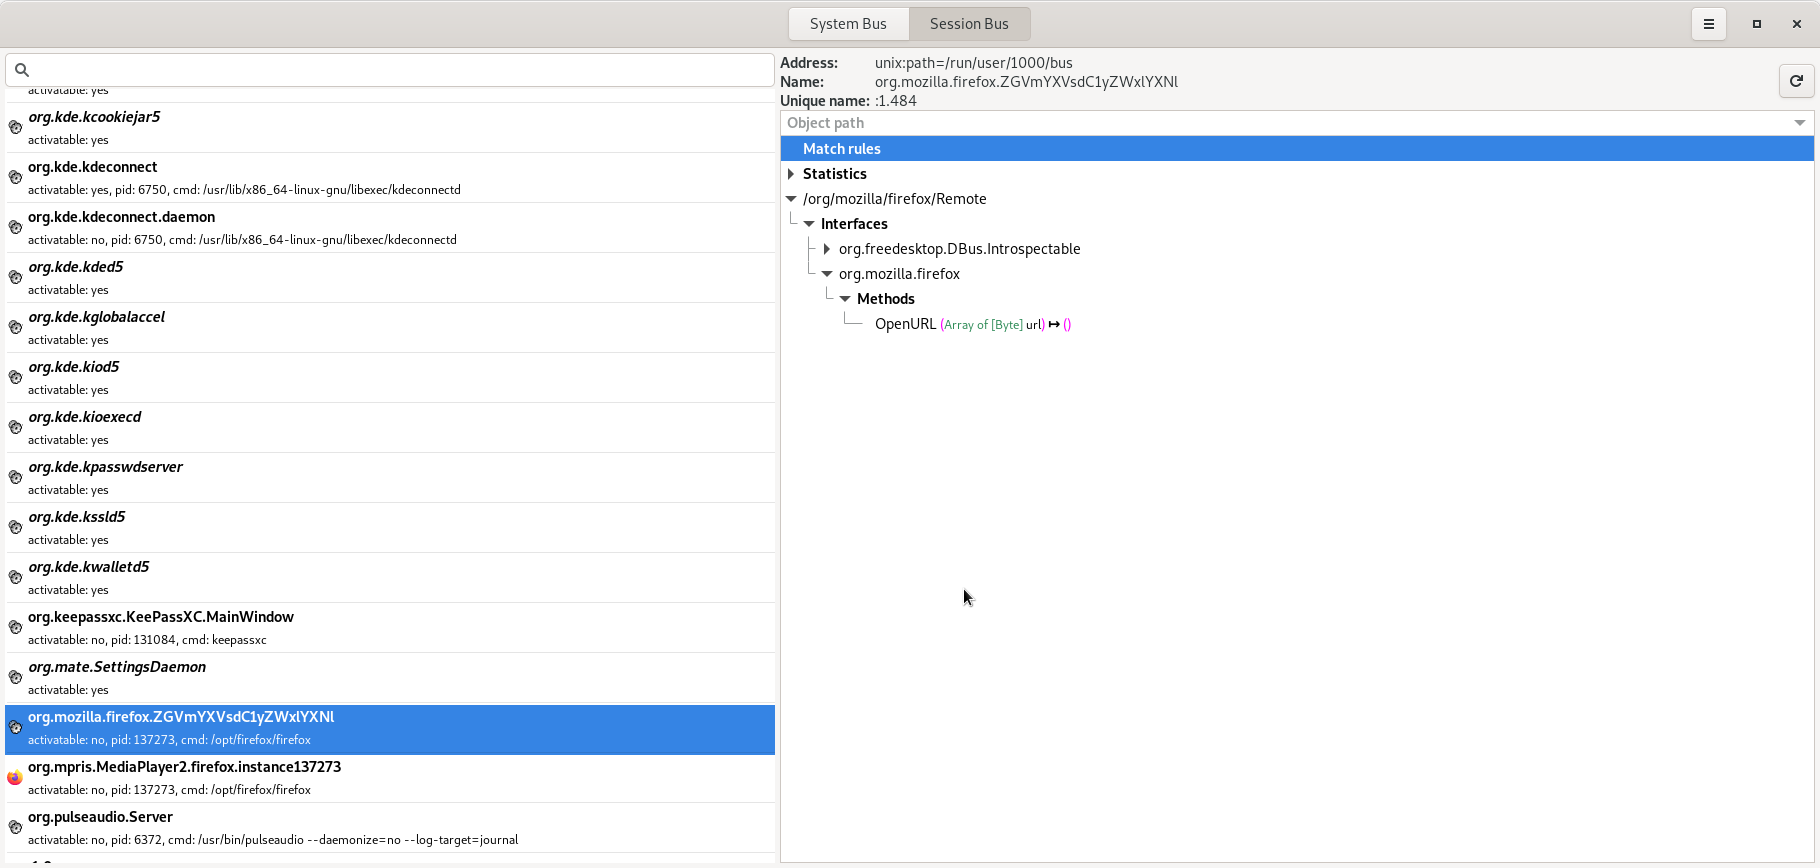 System Bus
Session Bus
activatable: yes
org.kde.kcookiejar5
activatable: yes
org.kde.kdeconnect
activatable: yes, pid: 6750, cmd: /usr/lib/x86_64-linux-gnu/libexec/kdeconnectd
org.kde.kdeconnect.daemon
activatable: no, pid: 6750, cmd: /usr/lib/x86_64-linux-gnu/libexec/kdeconnectd
org.kde.kded5
activatable: yes
org.kde.kglobalaccel
activatable: yes
org.kde.kiod5
activatable: yes
org.kde.kioexecd
activatable: yes
org.kde.kpasswdserver
activatable: yes
org.kde.kssld5
activatable: yes
org.kde.kwalletd5
activatable: yes
org.keepassxc.KeePassXC.MainWindow
activatable: no, pid: 131084, cmd: keepassxc
org.mate.SettingsDaemon
activatable: yes
org.mozilla.firefox.ZGVmYXVsdC1yZWxlYXNl
activatable: no, pid: 137273, cmd: /opt/firefox/firefox
org.mpris.MediaPlayer2.firefox.instance137273
activatable: no, pid: 137273, cmd: /opt/firefox/firefox
org.pulseaudio.Server
activatable: no, pid: 6372, cmd: /usr/bin/pulseaudio --daemonize=no --log-target=journal
Address: unix:path=/run/user/1000/bus
Name: org.mozilla.firefox.ZGVmYXVsdC1yZWxlYXNl
Unique name: :1.484
Object path
Match rules
Statistics
/org/mozilla/firefox/Remote
Interfaces
org.freedesktop.DBus.Introspectable
org.mozilla.firefox
Methods
OpenURL (Array of [Byte] url) ↦ ()